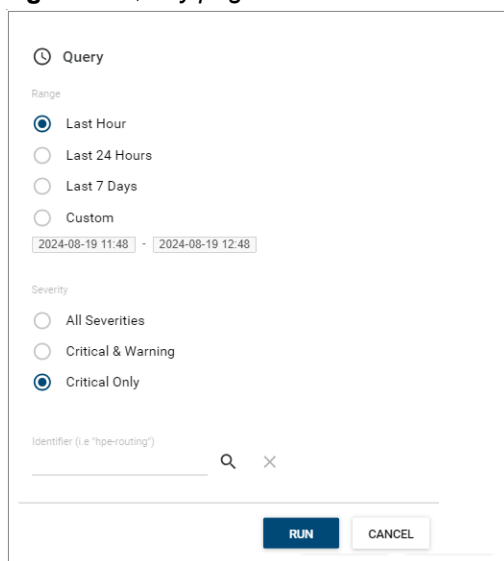 Query
Range
Last Hour
Last 24 Hours
Last 7 Days
Custom
2024-08-19 11:48 - 2024-08-19 12:48
Severity
All Severities
Critical & Warning
Critical Only
Identifier (i.e "hpe-routing")
RUN CANCEL